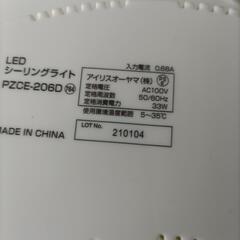 LED
シーリングライト
PZCE-206D
入力電流 0.66A
アイリスオーヤマ(株)
定格電圧 AC100V
定格周波数 50/60Hz
定格消費電力 33W
使用環境温度範囲 5~35℃
MADE IN CHINA
LOT No.
210104